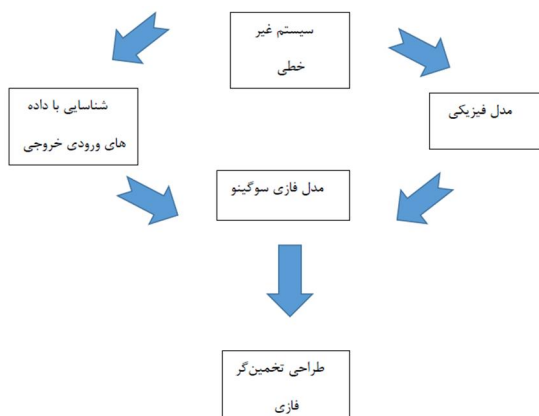 سیستم غیر
خطی
شناسایی با داده
های ورودی خروجی
مدل فیزیکی
مدل فازی سوگینو
طراحی تخمین‌گر
فازی